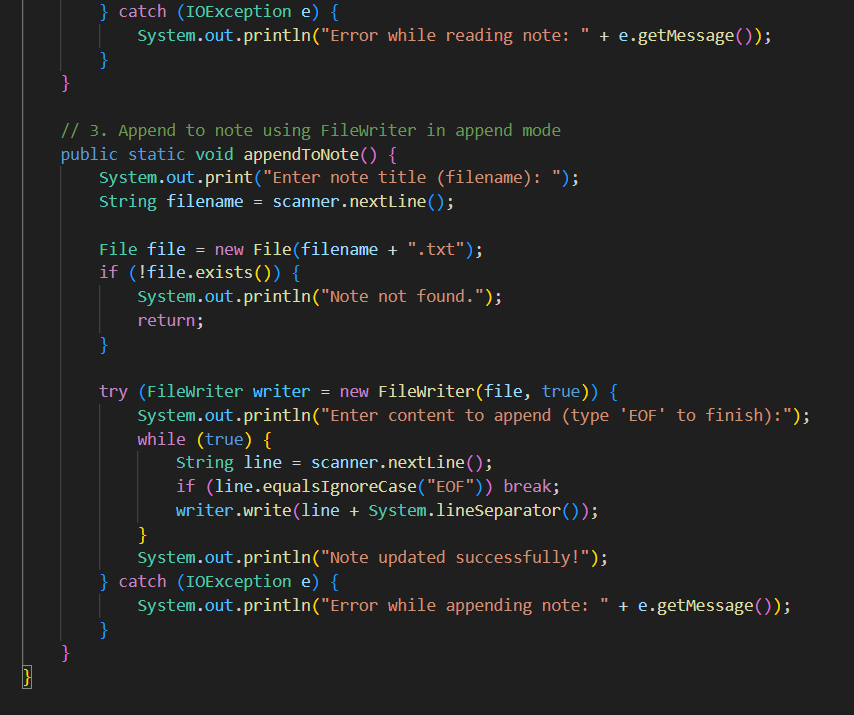 } catch (IOException e) {
System.out.println("Error while reading note: " + e.getMessage());
}
}
// 3. Append to note using FileWriter in append mode
public static void appendToNote() {
System.out.print("Enter note title (filename): ");
String filename = scanner.nextLine();
File file = new File(filename + ".txt");
if (!file.exists()) {
System.out.println("Note not found.");
return;
}
try (FileWriter writer = new FileWriter(file, true)) {
System.out.println("Enter content to append (type 'EOF' to finish):");
while (true) {
String line = scanner.nextLine();
if (line.equalsIgnoreCase("EOF")) break;
writer.write(line + System.lineSeparator());
}
System.out.println("Note updated successfully!");
} catch (IOException e) {
System.out.println("Error while appending note: " + e.getMessage());
}
}
}